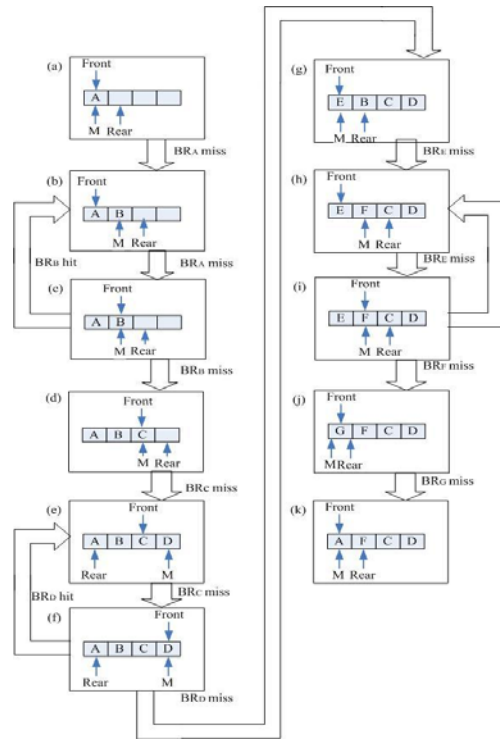 (a)
Front
A
M Rear
BRA miss
(b)
Front
A B
M Rear
BRB hit
BRA miss
(c)
Front
A B
M Rear
BRB miss
(d)
Front
A B C
M Rear
BRC miss
(e)
Front
A B C D
Rear M
BRD hit
BRC miss
(f)
Front
A B C D
Rear M
BRD miss
(g)
Front
E B C D
M Rear
BRE miss
(h)
Front
E F C D
M Rear
BRE miss
(i)
Front
E F C D
M Rear
BRF miss
(j)
Front
G F C D
MRear
BRG miss
(k)
Front
A F C D
M Rear